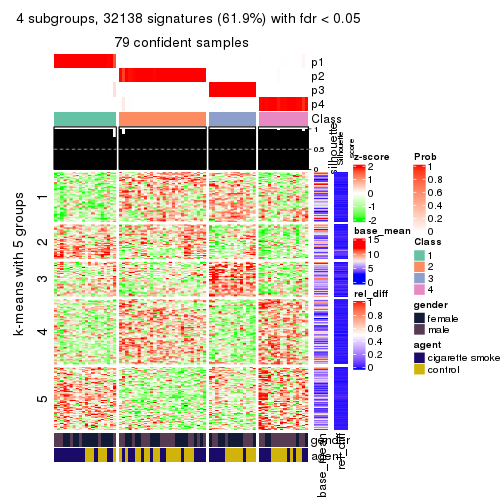 4 subgroups, 32138 signatures (61.9%) with fdr < 0.05
79 confident samples
p1
p2
p3
p4
Class
1
0.5
0
silhouette
Silhouette
score
k-means with 5 groups
1
2
3
4
5
z-score
2
1
0
-1
-2
base_mean
15
10
5
0
rel_diff
1
0.8
0.6
0.4
0.2
0
Prob
1
0.8
0.6
0.4
0.2
0
Class
1
2
3
4
gender
female
male
agent
cigarette smoke
control
gender
agent
base_mean
rel_diff